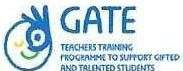 GATE
TEACHERS TRAINING
PROGRAMME TO SUPPORT GIFTED
AND TALENTED STUDENTS